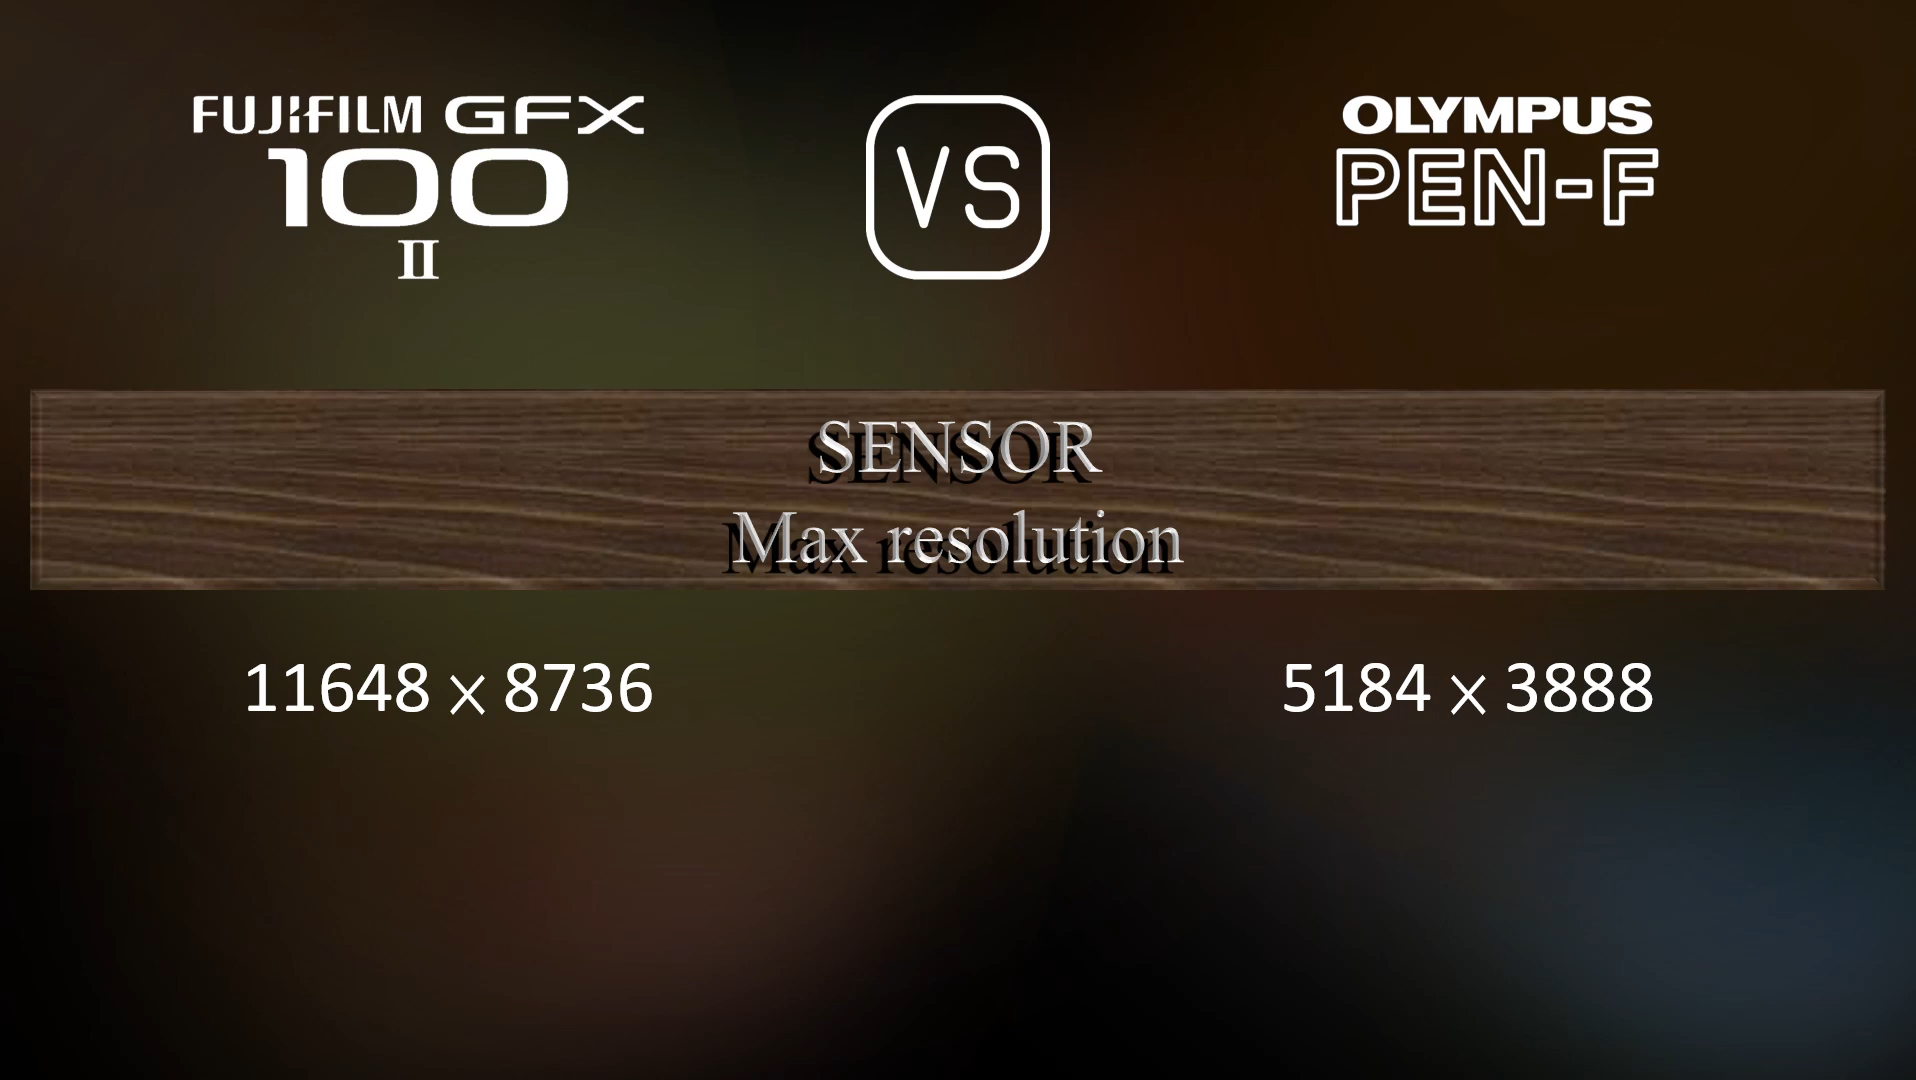 FUJIFILM GFX
100
II
VS
OLYMPUS
PEN-F
SENSOR
Max resolution
11648 x 8736
5184 x 3888